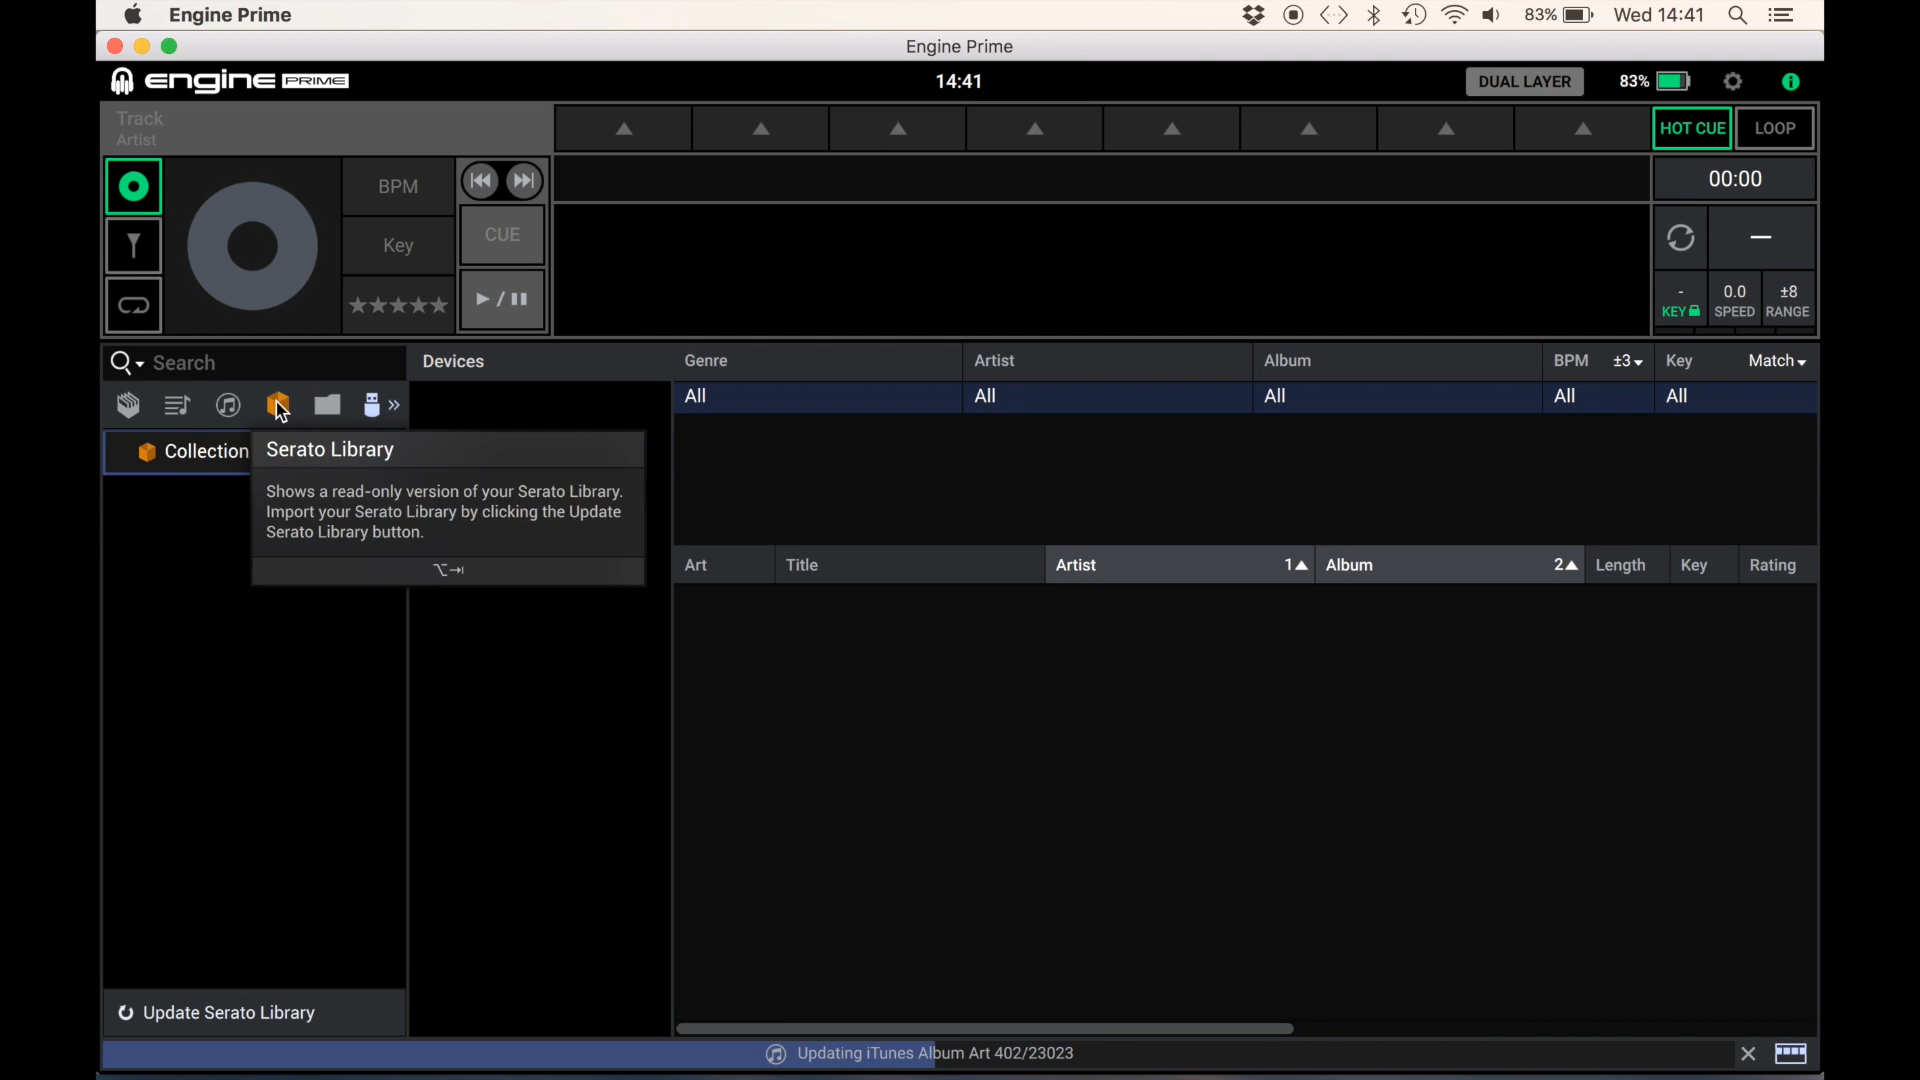 Engine Prime
83%
Wed 14:41
Engine Prime
engine PRIME
14:41
DUAL LAYER
83%
Track
Artist
HOT CUE
LOOP
BPM
Key
CUE
00:00
-
KEY
0.0
SPEED
±8
RANGE
Search
Devices
Genre
Artist
Album
BPM ±3
Key Match
All
All
All
All
All
Collection
Serato Library
Shows a read-only version of your Serato Library.
Import your Serato Library by clicking the Update
Serato Library button.
Art
Title
Artist 1
Album 2
Length
Key
Rating
Update Serato Library
Updating iTunes Album Art 402/23023